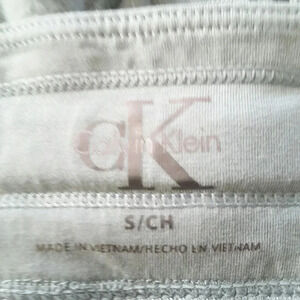 cK
Calvin Klein
S/CH
MADE IN VIETNAM/HECHO EN VIETNAM